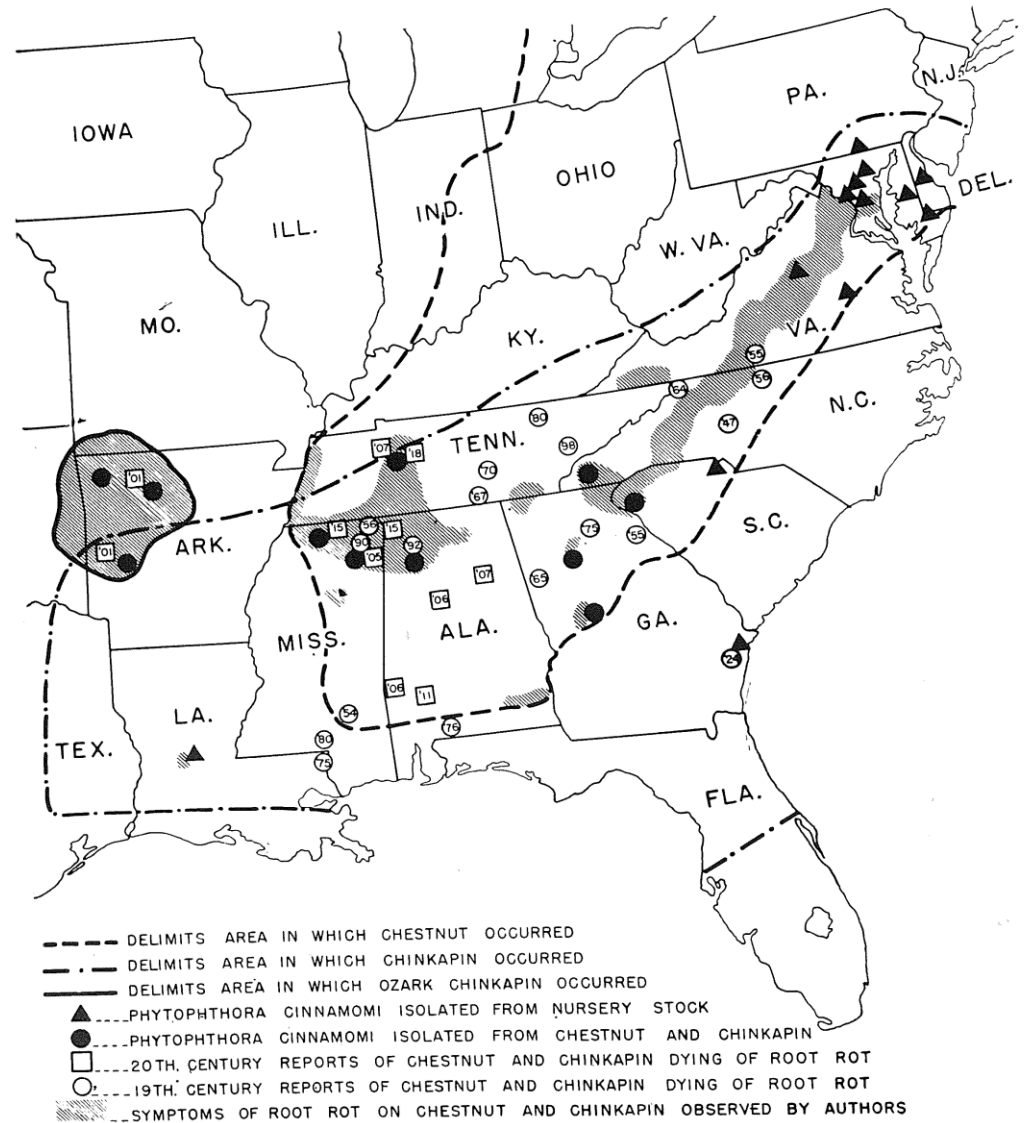 N.J.
PA.
IOWA
OHIO
DEL.
IND.
ILL.
W. VA.
MO.
KY.
VA.
'55
'56
'64
N.C.
'80
'47
TENN.
'07
'18
'98
'70
'01
'67
S.C.
'15
'56
'15
'75
'55
ARK.
'90
'05
'92
'01
'07
'65
'06
GA.
ALA.
MISS.
'24
'06
'11
LA.
'54
'76
TEX.
'80
'75
FLA.
DELIMITS AREA IN WHICH CHESTNUT OCCURRED
DELIMITS AREA IN WHICH CHINKAPIN OCCURRED
DELIMITS AREA IN WHICH OZARK CHINKAPIN OCCURRED
PHYTOPHTHORA CINNAMOMI ISOLATED FROM NURSERY STOCK
PHYTOPHTHORA CINNAMOMI ISOLATED FROM CHESTNUT AND CHINKAPIN
20TH. CENTURY REPORTS OF CHESTNUT AND CHINKAPIN DYING OF ROOT ROT
19TH. CENTURY REPORTS OF CHESTNUT AND CHINKAPIN DYING OF ROOT ROT
SYMPTOMS OF ROOT ROT ON CHESTNUT AND CHINKAPIN OBSERVED BY AUTHORS